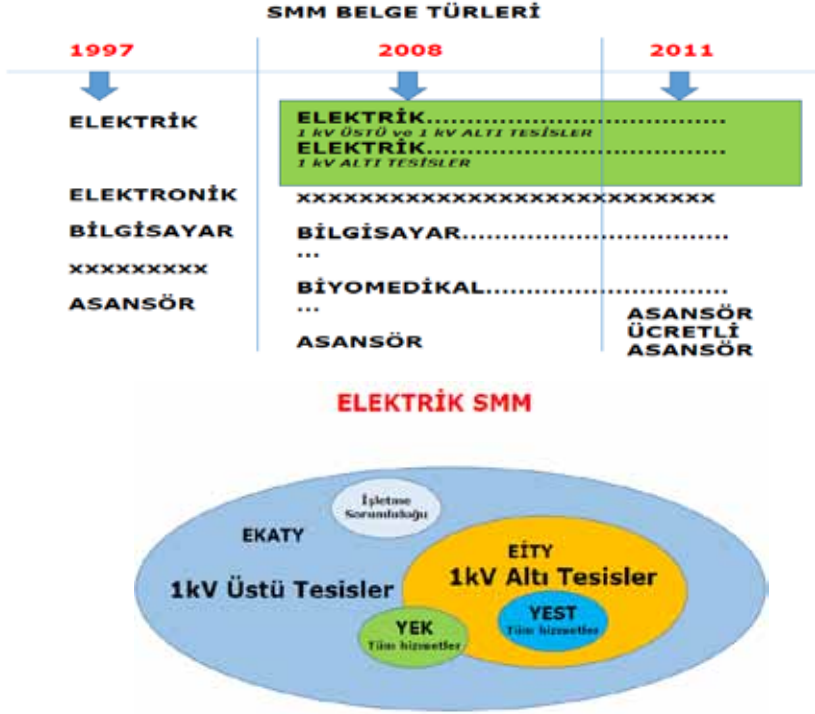 SMM BELGE TÜRLERİ
1997
2008
2011
ELEKTRİK
ELEKTRİK.....................................
1 kV ÜSTÜ ve 1 kV ALTI TESİSLER
ELEKTRİK.....................................
1 kV ALTI TESİSLER
ELEKTRONİK
xxxxxxxxxxxxxxxxxxxxxxxxxxxx
BİLGİSAYAR
BİLGİSAYAR.................................
...
xxxxxxxxx
BİYOMEDİKAL..............................
...
ASANSÖR
ASANSÖR
ASANSÖR
ÜCRETLİ
ASANSÖR
ELEKTRİK SMM
İşletme
Sorumluluğu
EKATY
EİTY
1kV Altı Tesisler
1kV Üstü Tesisler
YEST
Tüm hizmetler
YEK
Tüm hizmetler